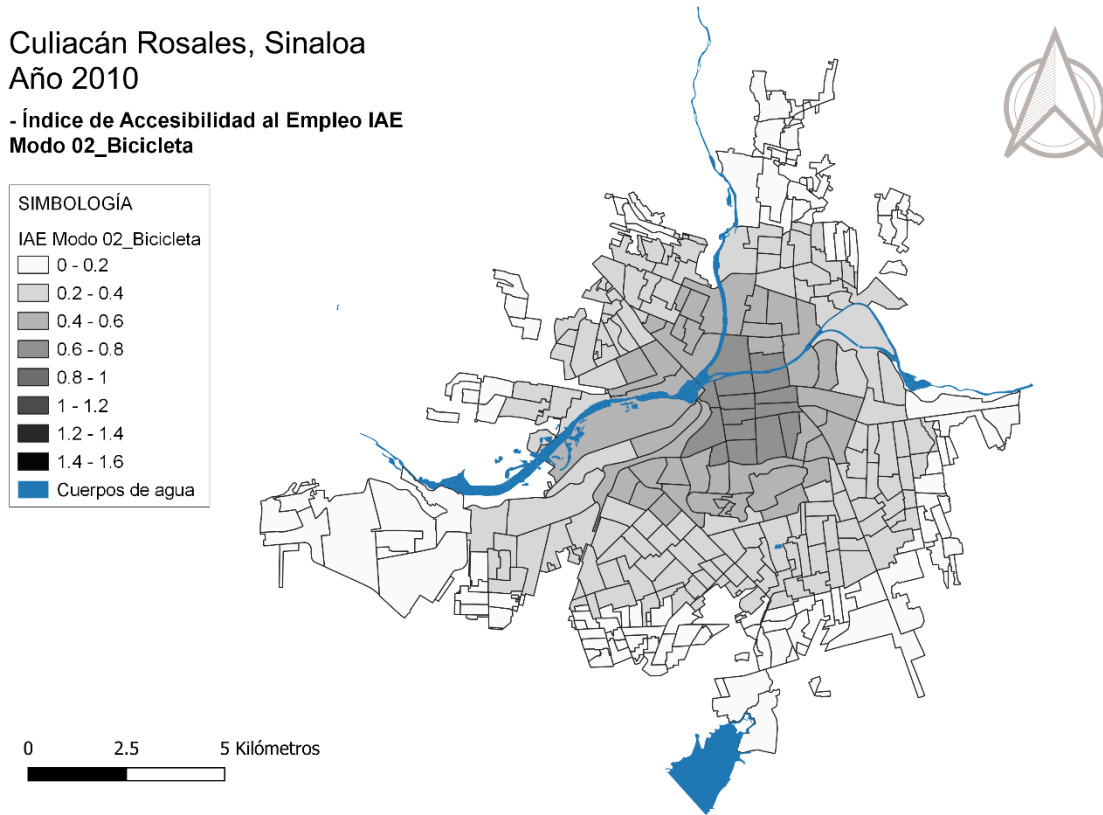 Culiacán Rosales, Sinaloa
Año 2010
- Índice de Accesibilidad al Empleo IAE
Modo 02_Bicicleta
SIMBOLOGÍA
IAE Modo 02_Bicicleta
0 - 0.2
0.2 - 0.4
0.4 - 0.6
0.6 - 0.8
0.8 - 1
1 - 1.2
1.2 - 1.4
1.4 - 1.6
Cuerpos de agua
0 2.5 5 Kilómetros